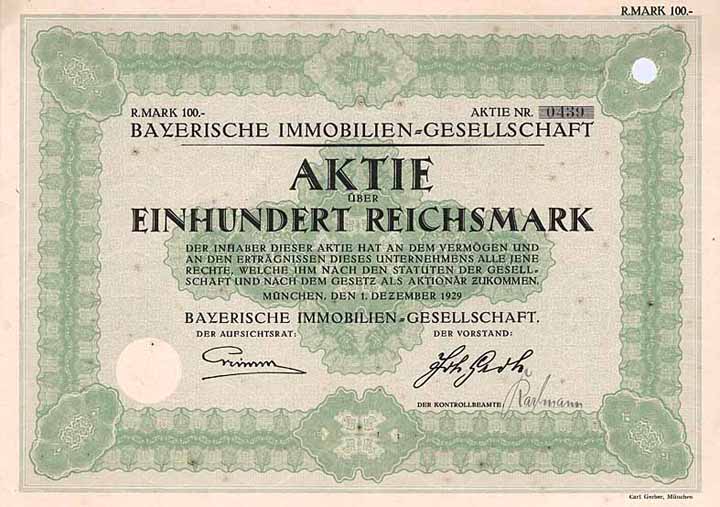 R.MARK 100.-
R.MARK 100.- AKTIE NR. 0439
BAYERISCHE IMMOBILIEN=GESELLSCHAFT
AKTIE
ÜBER
EINHUNDERT REICHSMARK
DER INHABER DIESER AKTIE HAT AN DEM VERMÖGEN UND
AN DEN ERTRÄGNISSEN DIESES UNTERNEHMENS ALLE JENE
RECHTE, WELCHE IHM NACH DEN STATUTEN DER GESELL=
SCHAFT UND NACH DEM GESETZ ALS AKTIONÄR ZUKOMMEN.
MÜNCHEN, DEN 1. DEZEMBER 1929
BAYERISCHE IMMOBILIEN=GESELLSCHAFT.
DER AUFSICHTSRAT: DER VORSTAND:
DER KONTROLLBEAMTE
Carl Gerber, München